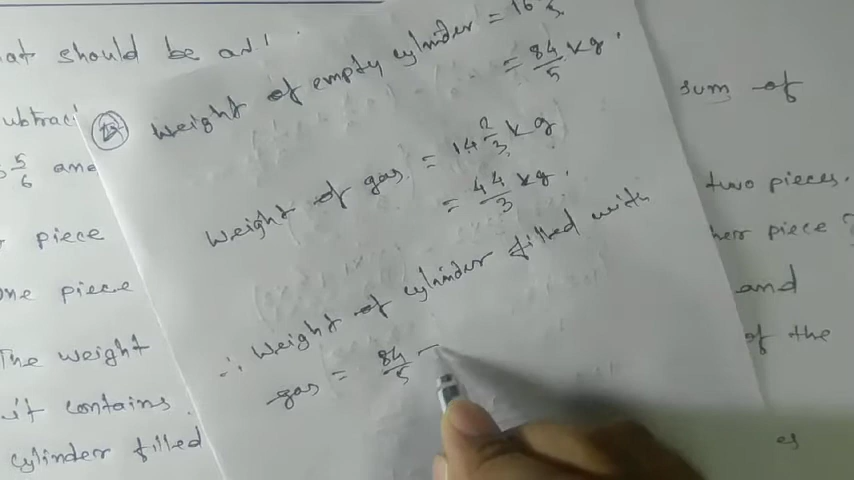 hat should be ad
ubtrac
5 5/6 and
piece
one piece
The weight
it contains
cylinder filled
Weight of empty cylinder = 16
= 84/5 kg.
Weight of gas = 14 2/3 kg
= 44/3 kg.
∴ Weight of cylinder filled with
gas = 84/5
sum of
two pieces.
her piece ?
and
of the
es